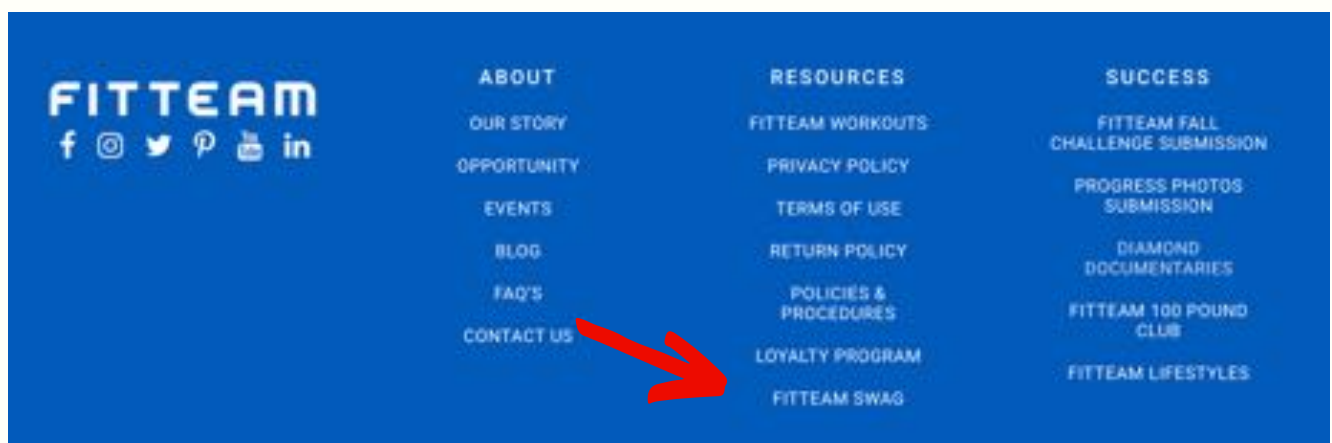 FITTEAM
ABOUT
OUR STORY
OPPORTUNITY
EVENTS
BLOG
FAQ'S
CONTACT US
RESOURCES
FITTEAM WORKOUTS
PRIVACY POLICY
TERMS OF USE
RETURN POLICY
POLICIES &
PROCEDURES
LOYALTY PROGRAM
FITTEAM SWAG
SUCCESS
FITTEAM FALL
CHALLENGE SUBMISSION
PROGRESS PHOTOS
SUBMISSION
DIAMOND
DOCUMENTARIES
FITTEAM 100 POUND
CLUB
FITTEAM LIFESTYLES